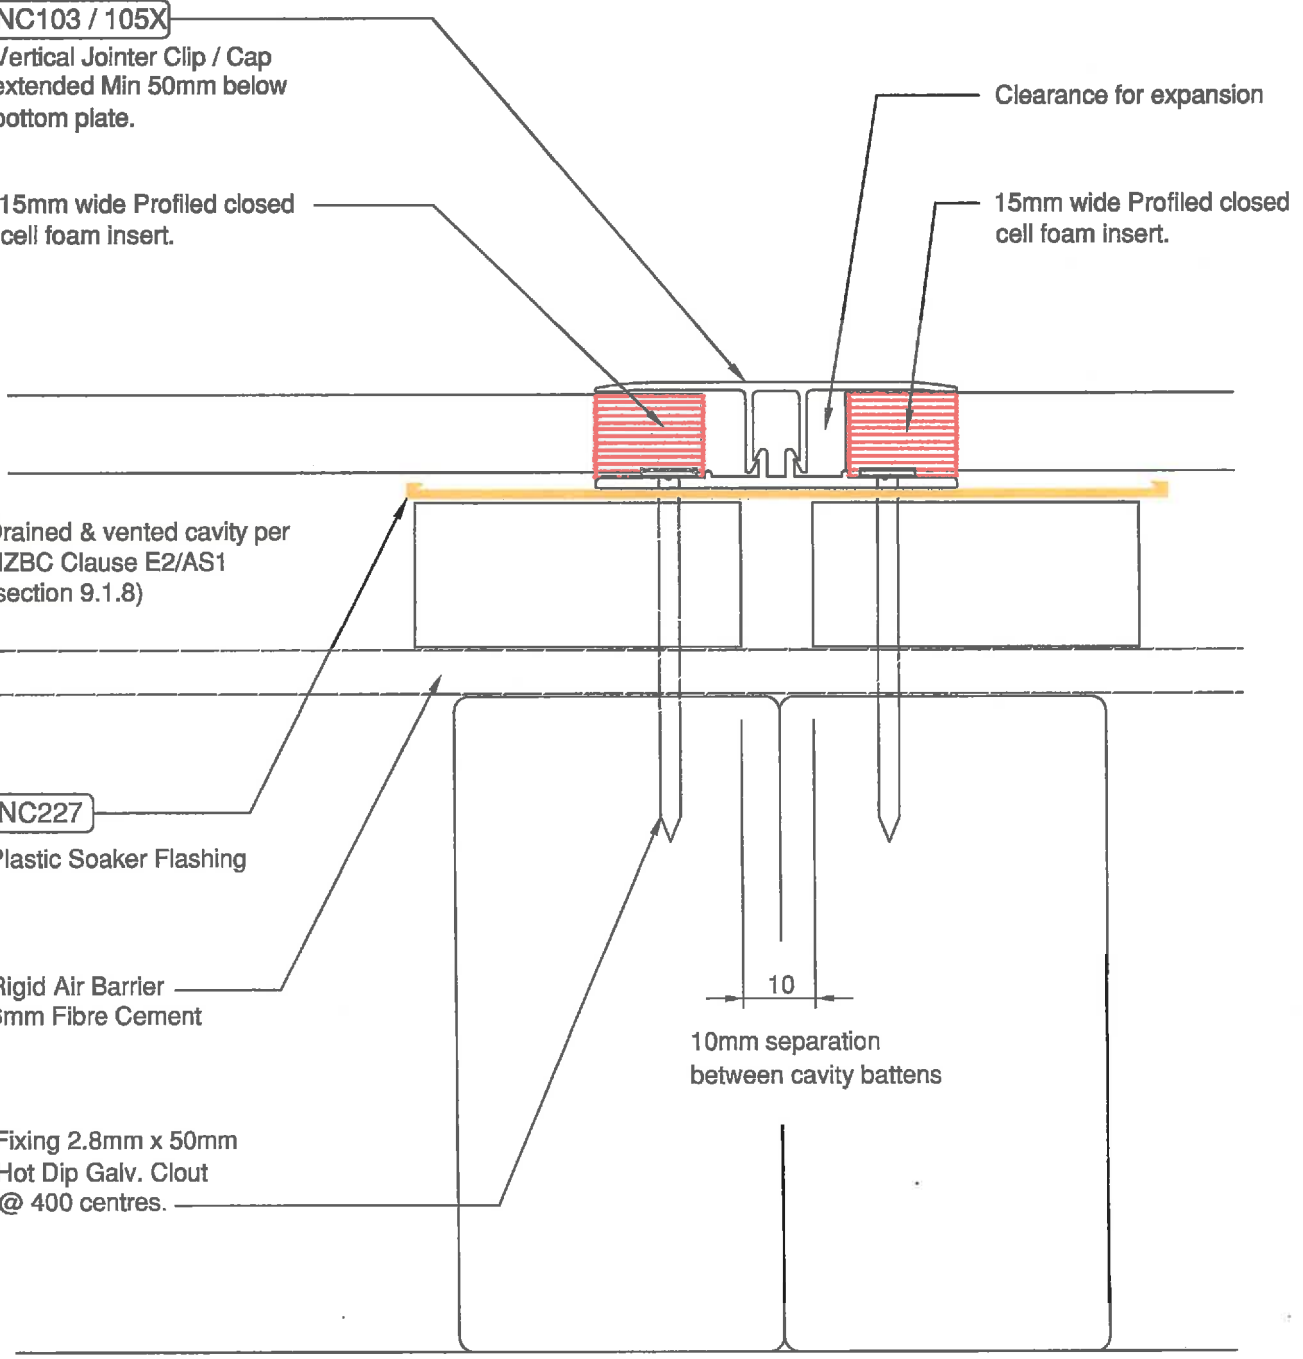 NC103 / 105X
Vertical Jointer Clip / Cap
extended Min 50mm below
bottom plate.
15mm wide Profiled closed
cell foam insert.
Clearance for expansion
15mm wide Profiled closed
cell foam insert.
Drained & vented cavity per
NZBC Clause E2/AS1
(section 9.1.8)
NC227
Plastic Soaker Flashing
Rigid Air Barrier
6mm Fibre Cement
10
10mm separation
between cavity battens
Fixing 2.8mm x 50mm
Hot Dip Galv. Clout
@ 400 centres.